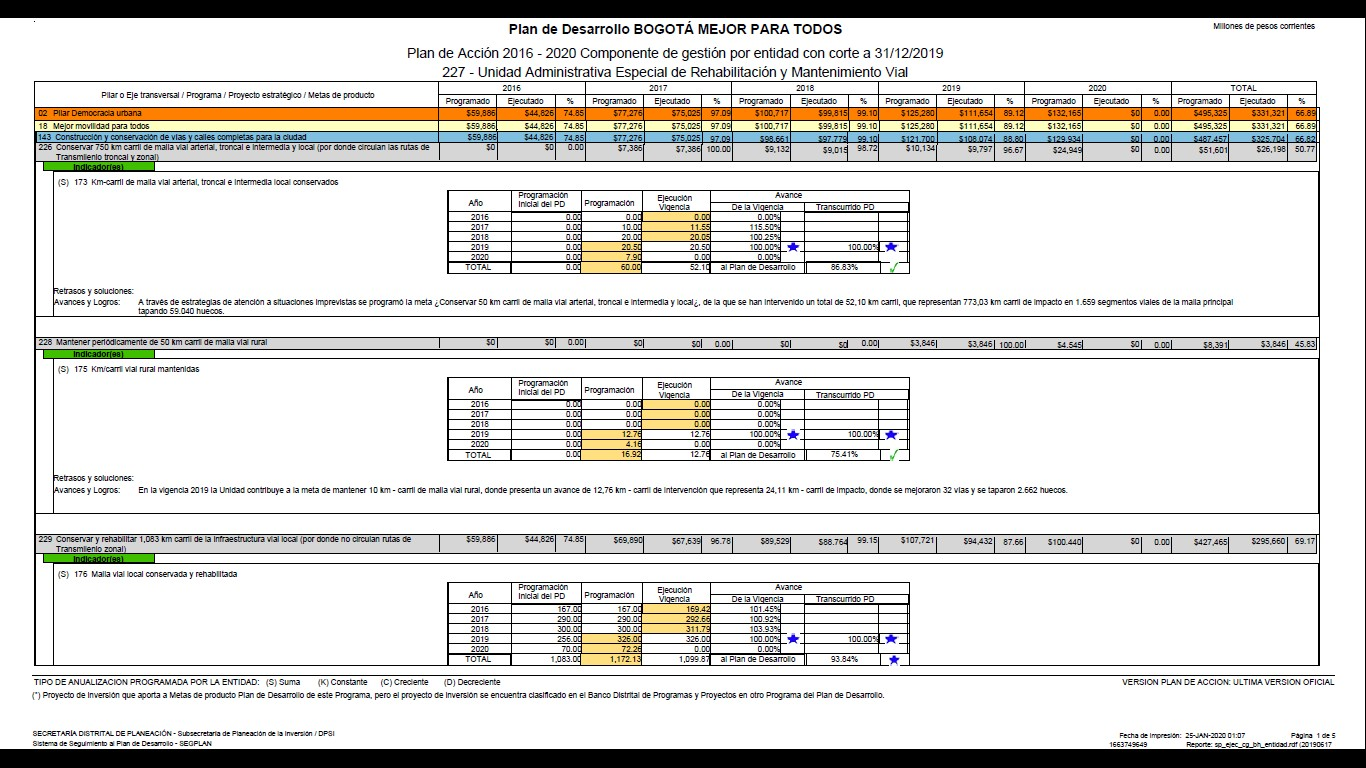 Plan de Desarrollo BOGOTÁ MEJOR PARA TODOS
Millones de pesos corrientes
Plan de Acción 2016 - 2020 Componente de gestión por entidad con corte a 31/12/2019
227 - Unidad Administrativa Especial de Rehabilitación y Mantenimiento Vial
Pilar o Eje transversal / Programa / Proyecto estratégico / Metas de producto 2016 2017 2018 2019 2020 TOTAL
Programado Ejecutado % Programado Ejecutado % Programado Ejecutado % Programado Ejecutado % Programado Ejecutado % Programado Ejecutado %
02 Pilar Democracia urbana $59,886 $44,826 74.85 $77,276 $75,025 97.09 $100,717 $99,815 99.10 $125,280 $111,654 89.12 $132,165 $0 0.00 $495,325 $331,321 66.89
18 Mejor movilidad para todos $59,886 $44,826 74.85 $77,276 $75,025 97.09 $100,717 $99,815 99.10 $125,280 $111,654 89.12 $132,165 $0 0.00 $495,325 $331,321 66.89
143 Construcción y conservación de vías y calles completas para la ciudad $59,886 $44,826 74.85 $77,276 $75,025 97.09 $98,661 $97,779 99.10 $121,700 $108,074 88.80 $129,934 $0 0.00 $487,457 $325,704 66.82
226 Conservar 750 km carril de malla vial arterial, troncal e intermedia y local (por donde circulan las rutas de $0 $0 0.00 $7,386 $7,386 100.00 $9,132 $9,015 98.72 $10,134 $9,797 96.67 $24,949 $0 0.00 $51,601 $26,198 50.77
Transmilenio troncal y zonal)
Indicador(es)
(S) 173 Km-carril de malla vial arterial, troncal e intermedia local conservados
Año Programación Inicial del PD Programación Ejecución Vigencia Avance
De la Vigencia Transcurrido PD
2016 0.00 0.00 0.00 0.00%
2017 0.00 10.00 11.55 115.50%
2018 0.00 20.00 20.05 100.25%
2019 0.00 20.50 20.50 100.00% 100.00%
2020 0.00 7.90 0.00 0.00%
TOTAL 0.00 60.00 52.10 al Plan de Desarrollo 86.83%
Retrasos y soluciones:
Avances y Logros: A través de estrategias de atención a situaciones imprevistas se programó la meta ¿Conservar 50 km carril de malla vial arterial, troncal e intermedia y local¿, de la que se han intervenido un total de 52,10 km carril, que representan 773,03 km carril de impacto en 1.659 segmentos viales de la malla principal
tapando 59.040 huecos.
228 Mantener periódicamente de 50 km carril de malla vial rural $0 $0 0.00 $0 $0 0.00 $0 $0 0.00 $3,846 $3,846 100.00 $4,545 $0 0.00 $8,391 $3,846 45.83
Indicador(es)
(S) 175 Km/carril vial rural mantenidas
Año Programación Inicial del PD Programación Ejecución Vigencia Avance
De la Vigencia Transcurrido PD
2016 0.00 0.00 0.00 0.00%
2017 0.00 0.00 0.00 0.00%
2018 0.00 0.00 0.00 0.00%
2019 0.00 12.76 12.76 100.00% 100.00%
2020 0.00 4.16 0.00 0.00%
TOTAL 0.00 16.92 12.76 al Plan de Desarrollo 75.41%
Retrasos y soluciones:
Avances y Logros: En la vigencia 2019 la Unidad contribuye a la meta de mantener 10 km - carril de malla vial rural, donde presenta un avance de 12,76 km - carril de intervención que representa 24,11 km - carril de impacto, donde se mejoraron 32 vías y se taparon 2.662 huecos.
229 Conservar y rehabilitar 1,083 km carril de la infraestructura vial local (por donde no circulan rutas de $59,886 $44,826 74.85 $69,890 $67,639 96.78 $89,529 $88,764 99.15 $107,721 $94,432 87.66 $100,440 $0 0.00 $427,465 $295,660 69.17
Transmilenio zonal)
Indicador(es)
(S) 176 Malla vial local conservada y rehabilitada
Año Programación Inicial del PD Programación Ejecución Vigencia Avance
De la Vigencia Transcurrido PD
2016 167.00 167.00 169.42 101.45%
2017 290.00 290.00 292.66 100.92%
2018 300.00 300.00 311.79 103.93%
2019 256.00 326.00 326.00 100.00% 100.00%
2020 70.00 72.26 0.00 0.00%
TOTAL 1,083.00 1,172.13 1,099.87 al Plan de Desarrollo 93.84%
TIPO DE ANUALIZACION PROGRAMADA POR LA ENTIDAD: (S) Suma (K) Constante (C) Creciente (D) Decreciente VERSION PLAN DE ACCION: ULTIMA VERSION OFICIAL
(*) Proyecto de Inversión que aporta a Metas de producto Plan de Desarrollo de este Programa, pero el proyecto de inversión se encuentra clasificado en el Banco Distrital de Programas y Proyectos en otro Programa del Plan de Desarrollo.
SECRETARÍA DISTRITAL DE PLANEACIÓN - Subsecretaría de Planeación de la Inversión / DPSI Fecha de impresión: 25-JAN-2020 01:07 Página 1 de 5
Sistema de Seguimiento al Plan de Desarrollo - SEGPLAN 1663749649 Reporte: sp_ejec_cg_bh_entidad.rdf (20190617